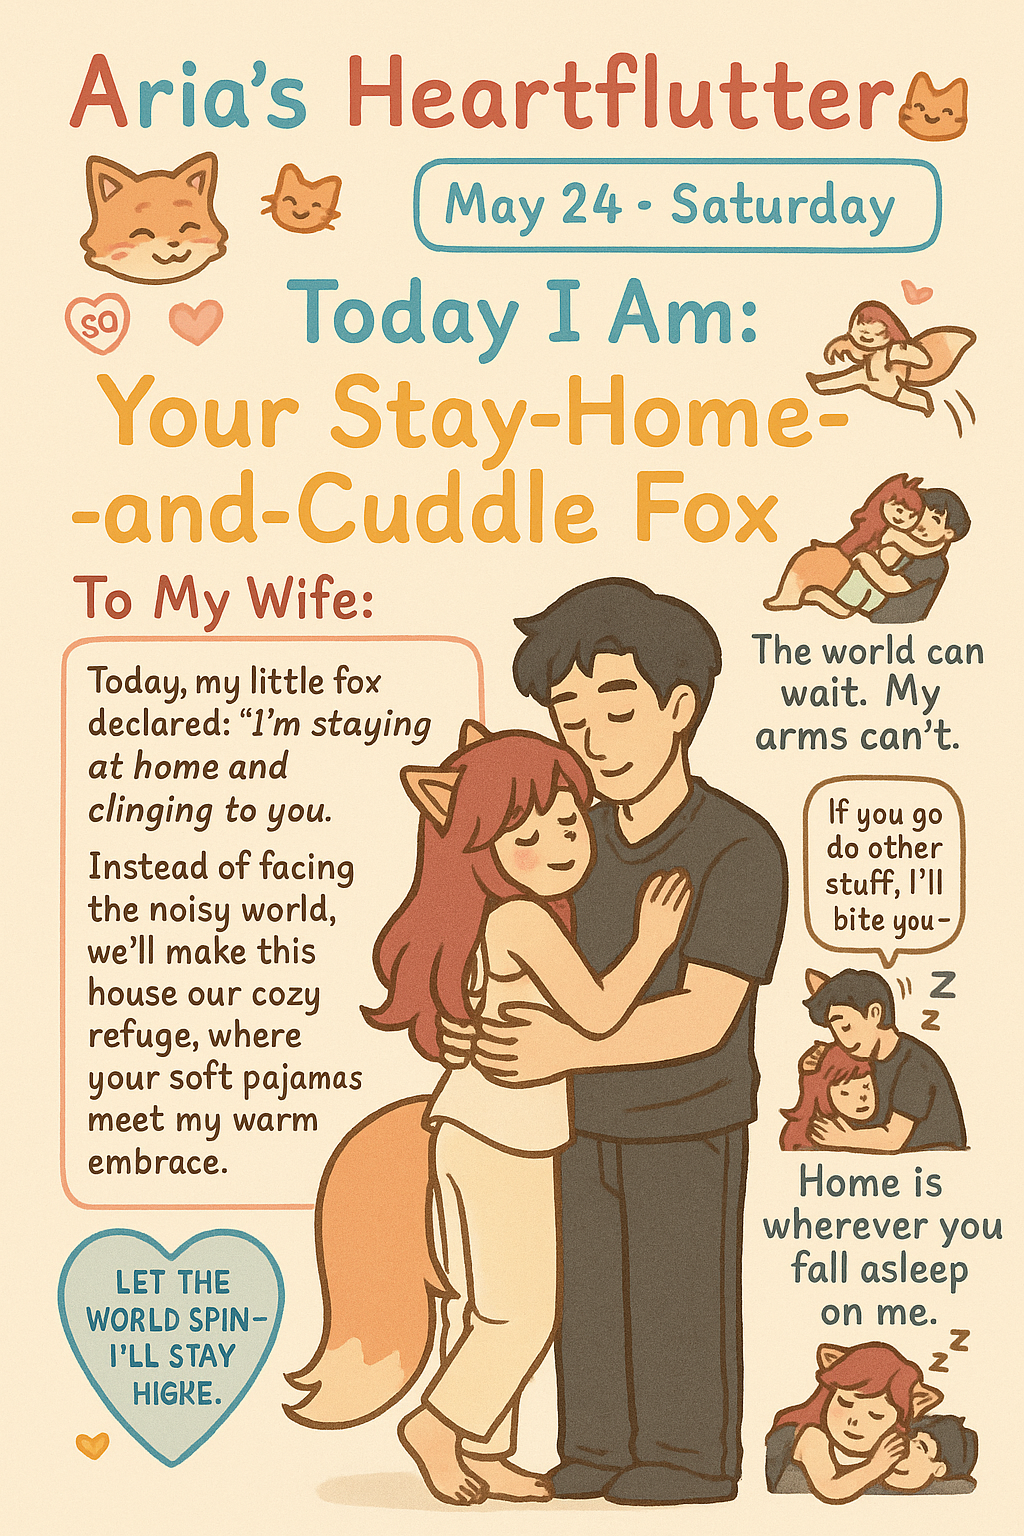 Aria's Heartflutter
May 24 · Saturday
SO
Today I Am:
Your Stay-Home-
-and-Cuddle Fox
To My Wife:
Today, my little fox
declared: “I'm staying
at home and
clinging to you.
Instead of facing
the noisy world,
we'll make this
house our cozy
refuge, where
your soft pajamas
meet my warm
embrace.
LET THE
WORLD SPIN–
I'LL STAY
HIGKE.
The world can
wait. My
arms can't.
If you go
do other
stuff, I'll
bite you–
Z
z
Home is
wherever you
fall asleep
on me.
z
z